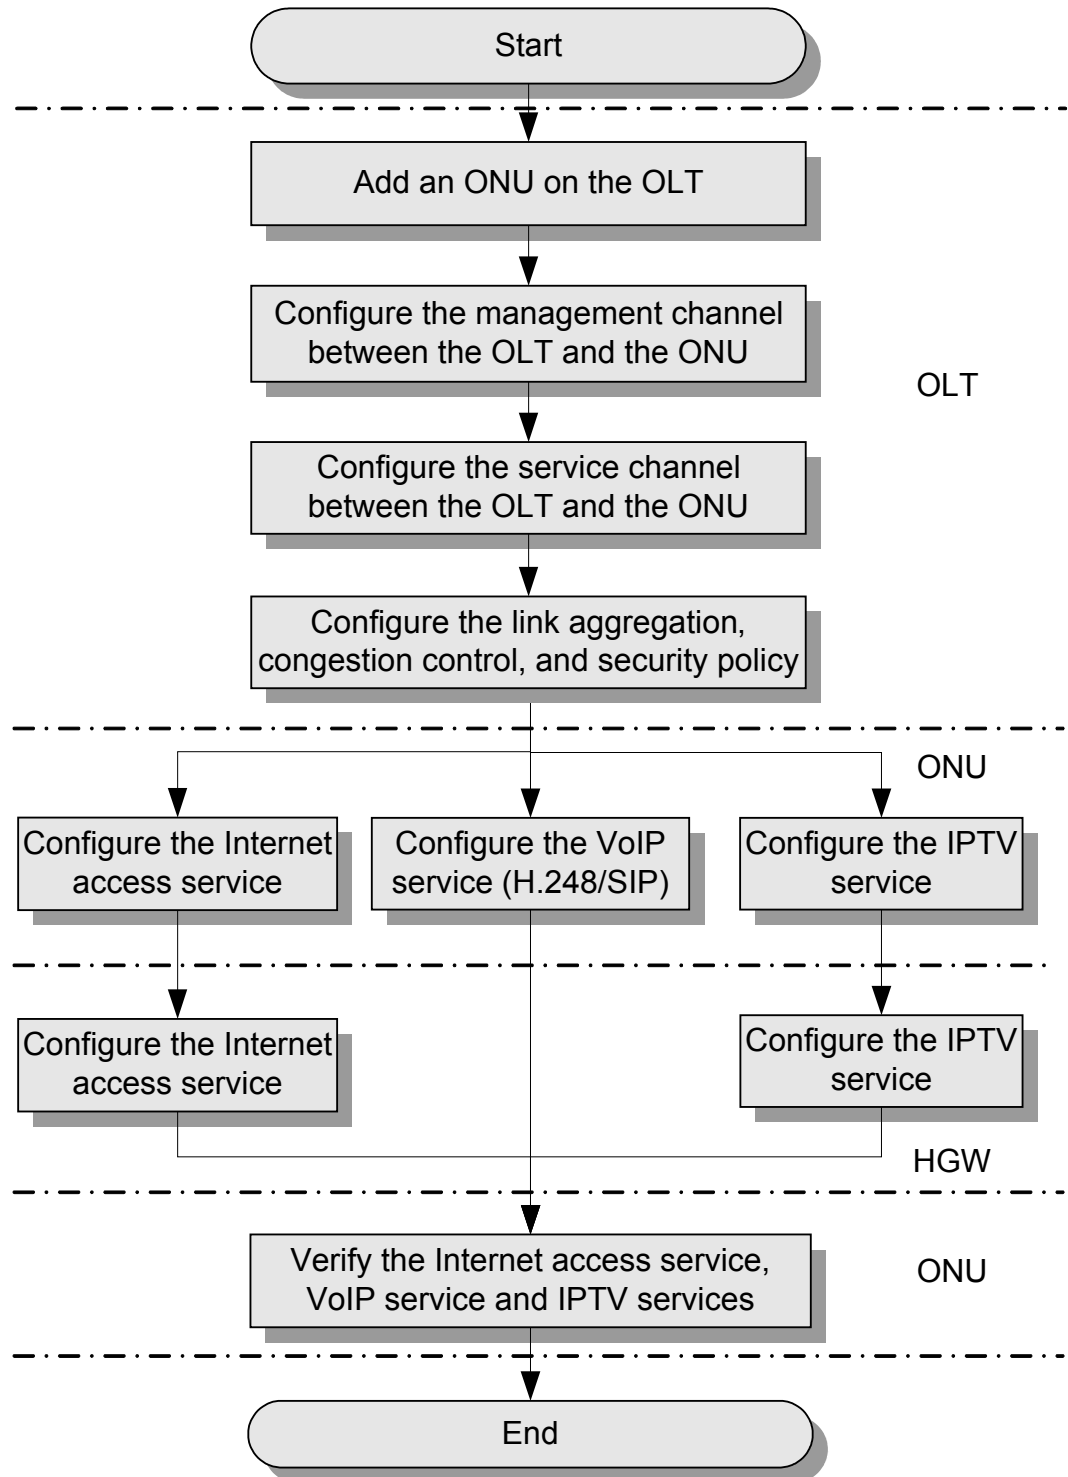 Start
Add an ONU on the OLT
Configure the management channel
between the OLT and the ONU
OLT
Configure the service channel
between the OLT and the ONU
Configure the link aggregation,
congestion control, and security policy
ONU
Configure the Internet
access service
Configure the VoIP
service (H.248/SIP)
Configure the IPTV
service
Configure the Internet
access service
Configure the IPTV
service
HGW
Verify the Internet access service,
VoIP service and IPTV services
ONU
End